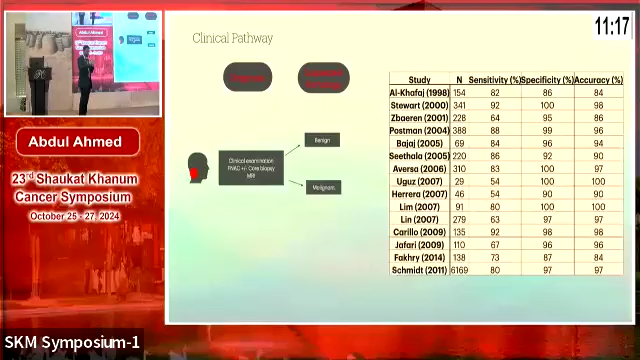 Clinical Pathway
11:17
Diagnosis
Clinical examination
FNAC +/- Core biopsy
MRI
Benign
Malignant
Study N Sensitivity (%) Specificity (%) Accuracy (%)
Al-Khafaj (1998) 154 82 86 84
Stewart (2000) 341 92 100 98
Zbaeren (2001) 228 64 95 86
Postman (2004) 388 88 99 96
Bajaj (2005) 69 84 96 94
Seethala (2005) 220 86 92 90
Aversa (2006) 310 83 100 97
Uguz (2007) 29 54 100 100
Herrera (2007) 46 54 90 90
Lim (2007) 91 80 100 100
Lin (2007) 279 63 97 97
Carillo (2009) 135 92 98 98
Jafari (2009) 110 67 96 96
Fakhry (2014) 138 73 87 84
Schmidt (2011) 6169 80 97 97
Abdul Ahmed
23rd Shaukat Khanum
Cancer Symposium
October 25 - 27, 2024
SKM Symposium-1